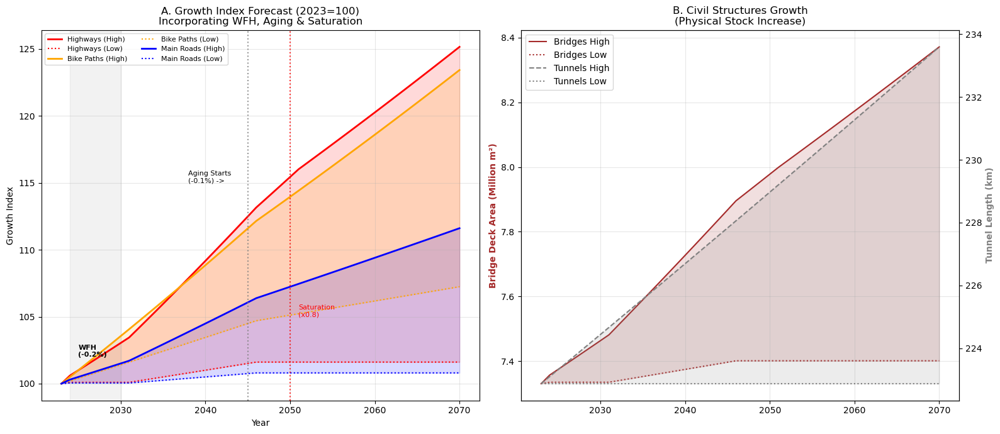 A. Growth Index Forecast (2023=100)
Incorporating WFH, Aging & Saturation
Highways (High)
Highways (Low)
Bike Paths (High)
Bike Paths (Low)
Main Roads (High)
Main Roads (Low)
Growth Index
125
120
115
110
105
100
Aging Starts
(-0.1%) ->
Saturation
(x0.8)
WFH
(-0.2%)
2030
2040
2050
2060
2070
Year
B. Civil Structures Growth
(Physical Stock Increase)
Bridges High
Bridges Low
Tunnels High
Tunnels Low
Bridge Deck Area (Million m²)
8.4
8.2
8.0
7.8
7.6
7.4
2030
2040
2050
2060
2070
234
232
230
228
226
224
Tunnel Length (km)